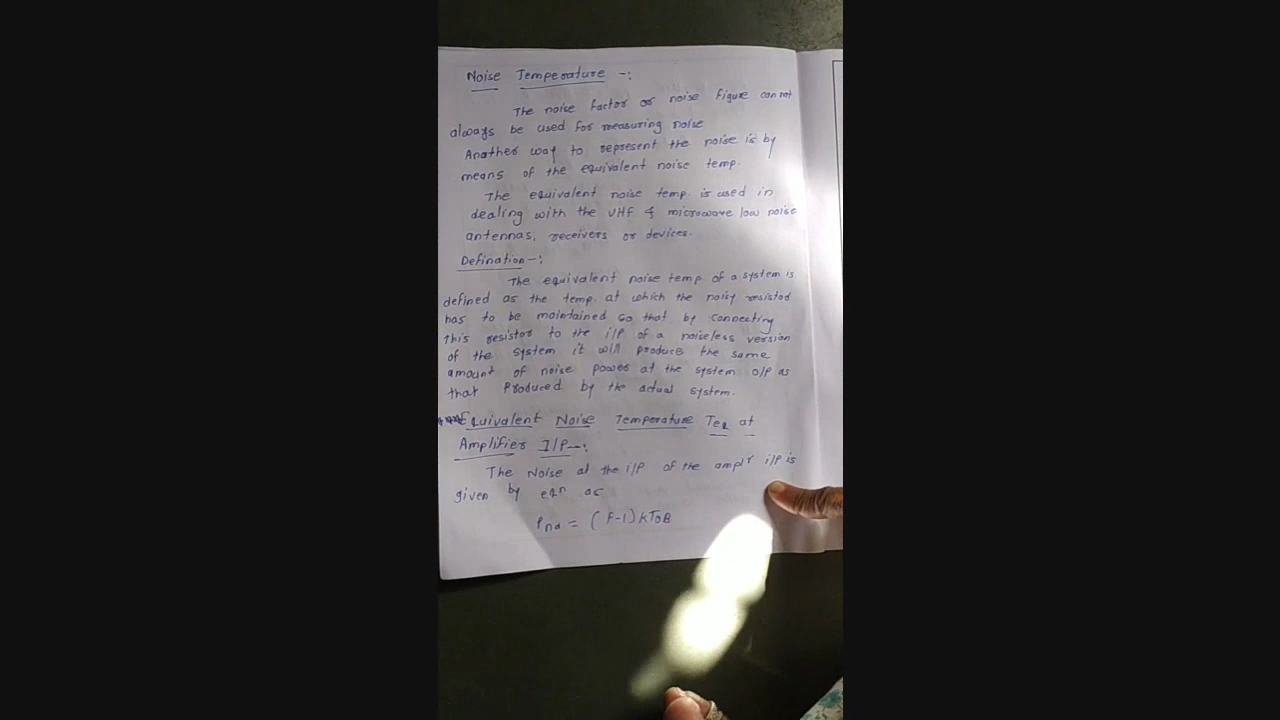 Noise Temperature -:
The noise factor or noise figure can not
always be used for measuring noise
Another way to represent the noise is by
means of the equivalent noise temp.
The equivalent noise temp. is used in
dealing with the UHF & microwave low noise
antennas, receivers or devices.
Defination -:
The equivalent noise temp. of a system is
defined as the temp. at which the noisy resistor
has to be maintained so that by connecting
this resistor to the i/p of a noiseless version
of the system it will produce the same
amount of noise power at the system o/p as
that Produced by the actual system.
Equivalent Noise Temperature Teq at
Amplifier I/P -:
The Noise at the i/p of the amplr i/p is
given by eqn as
Pna = (F-1)kT0B